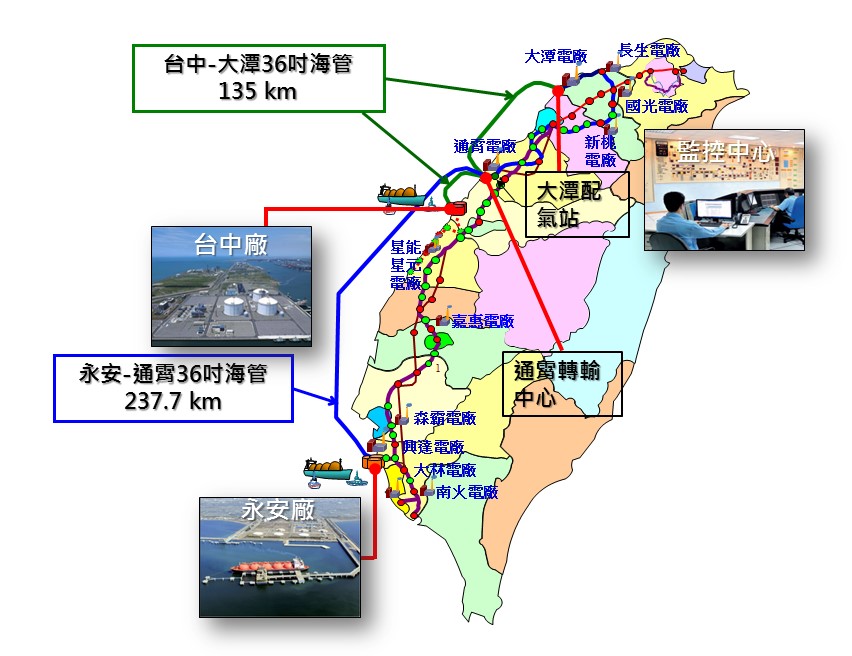 台中-大潭36吋海管
135 km
大潭電廠
長生電廠
國光電廠
新桃
電廠
通霄電廠
監控中心
大潭配
氣站
台中廠
星能
星元
電廠
嘉惠電廠
1
永安-通霄36吋海管
237.7 km
通霄轉輸
中心
森霸電廠
興達電廠
大林電廠
南火電廠
永安廠